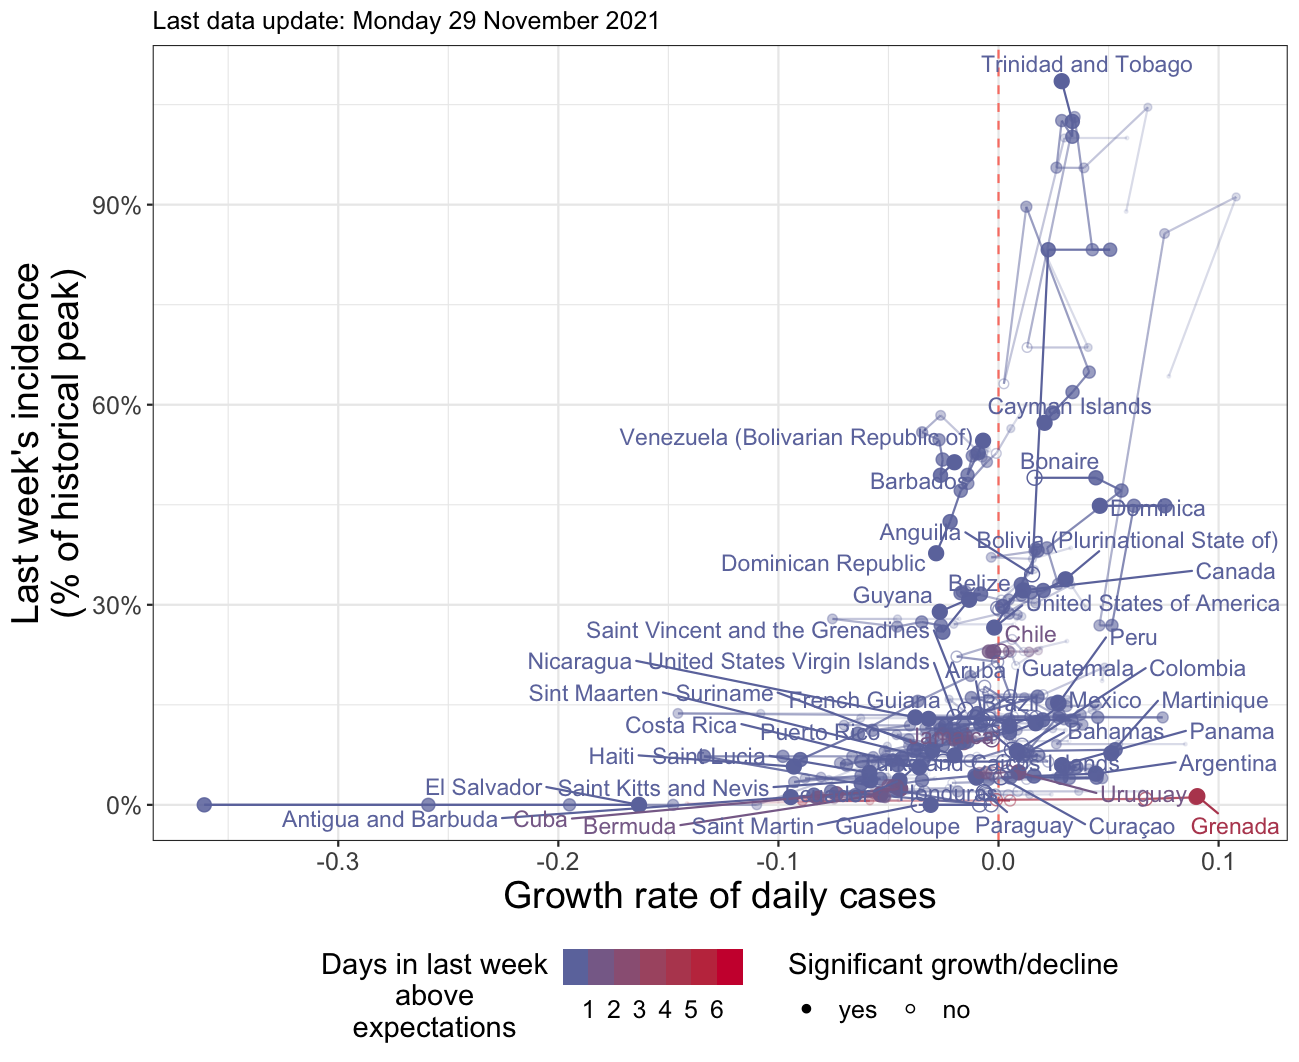 Last data update: Monday 29 November 2021
Last week's incidence
(% of historical peak)
90%
60%
30%
0%
Trinidad and Tobago
Cayman Islands
Venezuela (Bolivarian Republic of)
Bonaire
Barbados
Dominica
Anguilla
Bolivia (Plurinational State of)
Dominican Republic
Canada
Belize
Guyana
United States of America
Saint Vincent and the Grenadines
Chile
Peru
Nicaragua
United States Virgin Islands
Aruba
Guatemala
Colombia
Sint Maarten
Suriname
French Guiana
Brazil
Mexico
Martinique
Costa Rica
Puerto Rico
Jamaica
Bahamas
Panama
Haiti
Saint Lucia
and Caicos Islands
Argentina
El Salvador
Saint Kitts and Nevis
Honduras
Uruguay
Antigua and Barbuda
Cuba
Bermuda
Saint Martin
Guadeloupe
Paraguay
Curaçao
Grenada
-0.3
-0.2
-0.1
0.0
0.1
Growth rate of daily cases
Days in last week
above
expectations
1 2 3 4 5 6
Significant growth/decline
yes
no